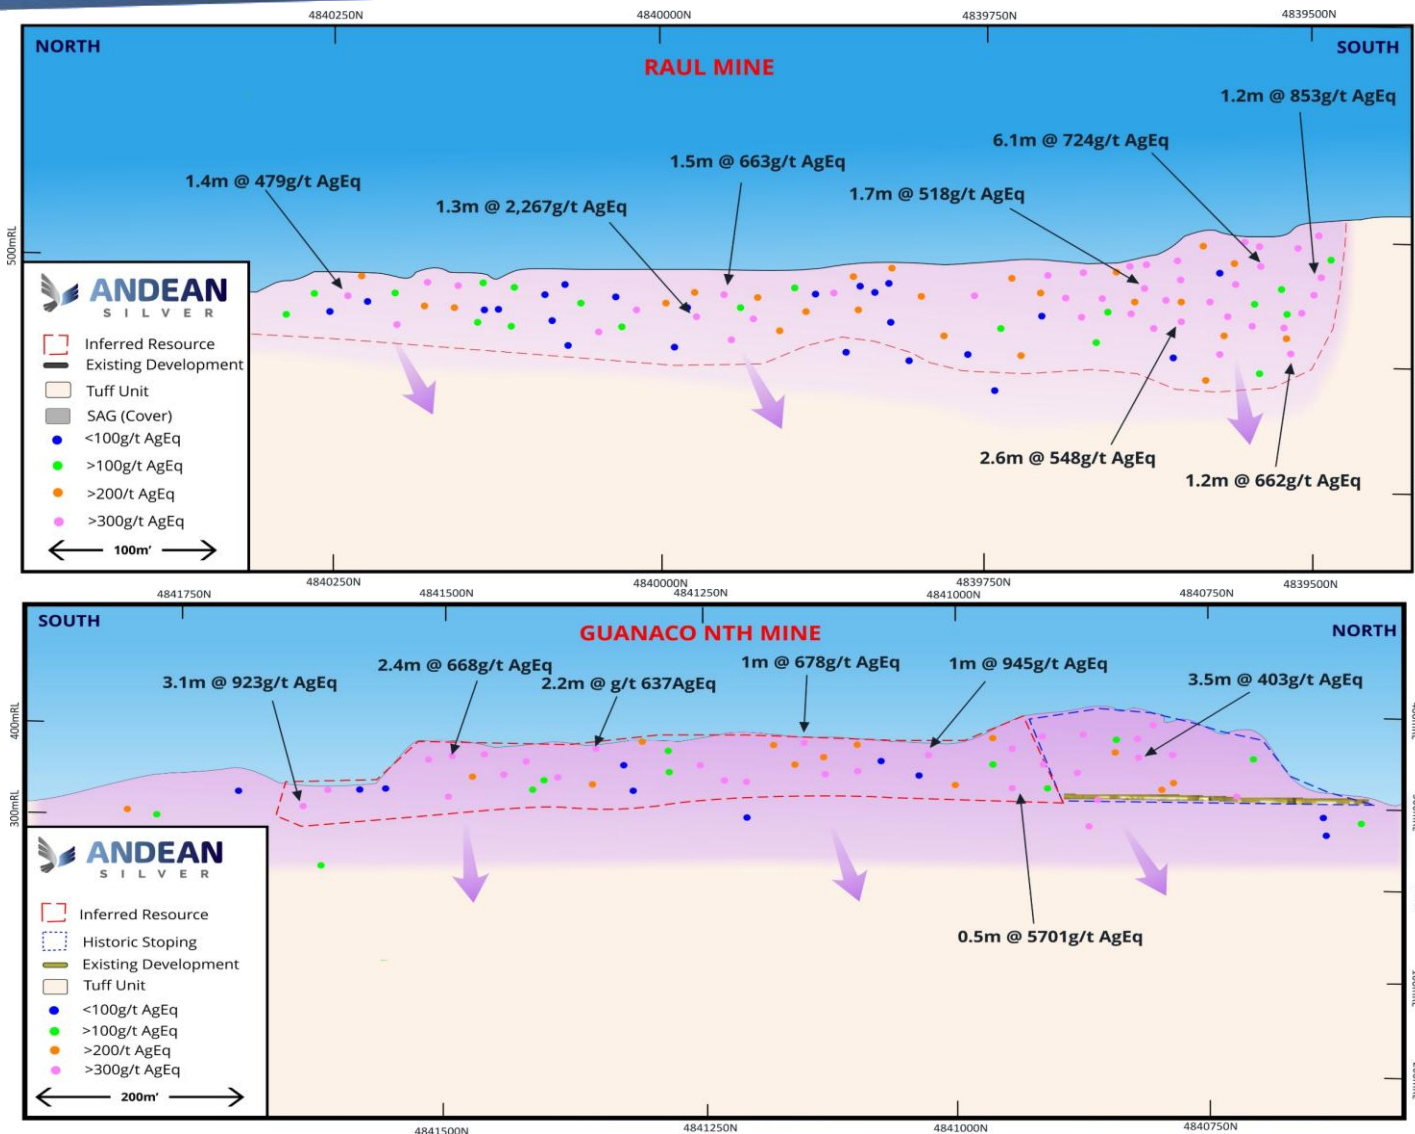 4840250N
4840000N
4839750N
4839500N
NORTH
RAUL MINE
SOUTH
1.2m @ 853g/t AgEq
6.1m @ 724g/t AgEq
1.5m @ 663g/t AgEq
1.4m @ 479g/t AgEq
1.7m @ 518g/t AgEq
1.3m @ 2,267g/t AgEq
500mRL
ANDEAN
SILVER
Inferred Resource
Existing Development
Tuff Unit
SAG (Cover)
<100g/t AgEq
>100g/t AgEq
>200/t AgEq
>300g/t AgEq
100m'
2.6m @ 548g/t AgEq
1.2m @ 662g/t AgEq
4840250N
4840000N
4839750N
4839500N
4841750N
4841500N
4841250N
4841000N
4840750N
SOUTH
GUANACO NTH MINE
NORTH
2.4m @ 668g/t AgEq
1m @ 678g/t AgEq
1m @ 945g/t AgEq
3.1m @ 923g/t AgEq
2.2m @ g/t 637AgEq
3.5m @ 403g/t AgEq
400mRL
300mRL
ANDEAN
SILVER
Inferred Resource
Historic Stoping
Existing Development
Tuff Unit
<100g/t AgEq
>100g/t AgEq
>200/t AgEq
>300g/t AgEq
200m'
0.5m @ 5701g/t AgEq
4841500N
4841250N
4841000N
4840750N